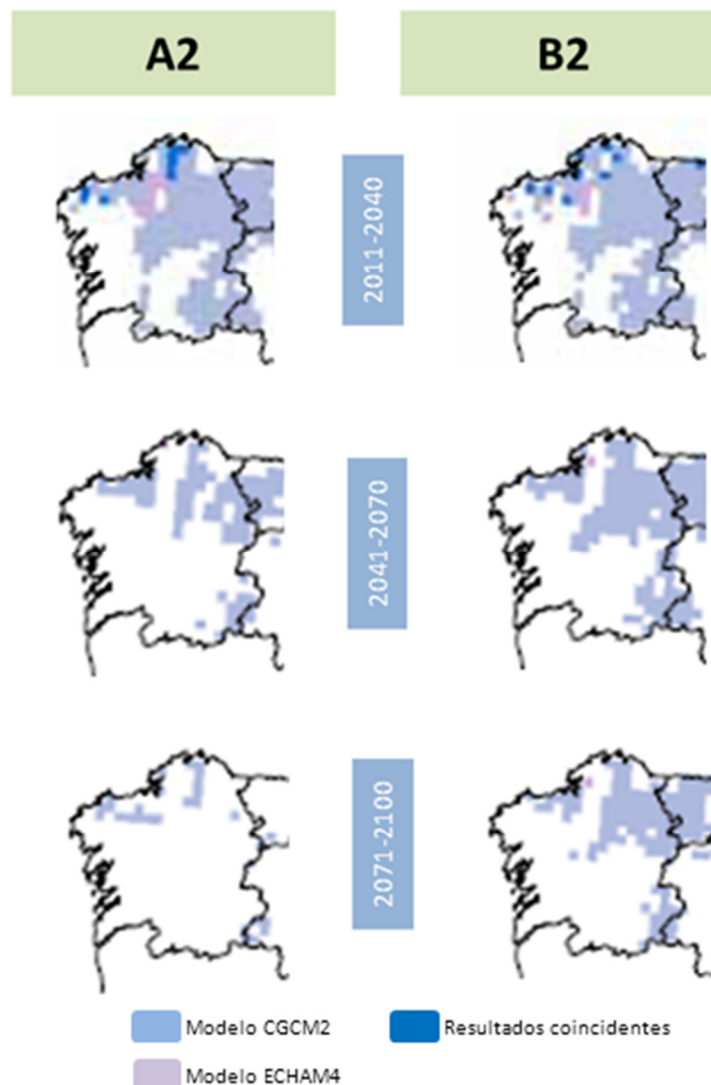 A2
B2
2011-2040
2041-2070
2071-2100
Modelo CGCM2
Resultados coincidentes
Modelo ECHAM4